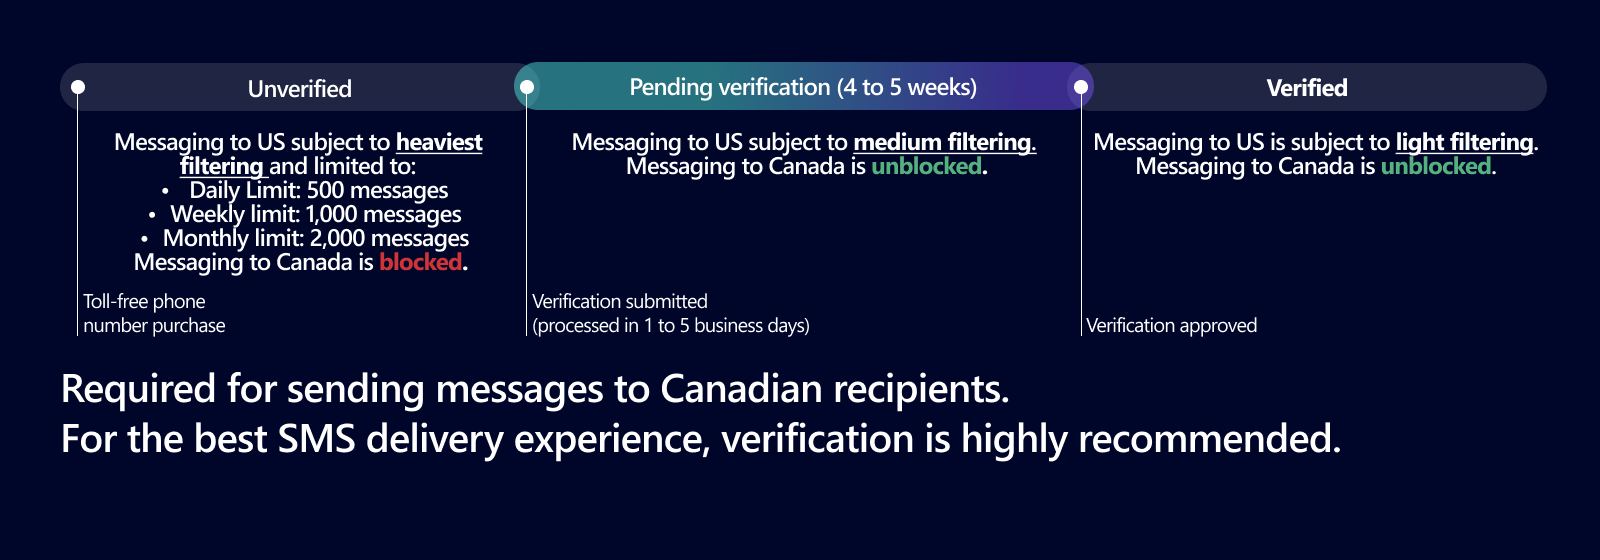 Unverified
Messaging to US subject to heaviest
filtering and limited to:
• Daily Limit: 500 messages
• Weekly limit: 1,000 messages
• Monthly limit: 2,000 messages
Messaging to Canada is blocked.
Toll-free phone
number purchase
Pending verification (4 to 5 weeks)
Messaging to US subject to medium filtering.
Messaging to Canada is unblocked.
Verification submitted
(processed in 1 to 5 business days)
Verified
Messaging to US is subject to light filtering.
Messaging to Canada is unblocked.
Verification approved
Required for sending messages to Canadian recipients.
For the best SMS delivery experience, verification is highly recommended.